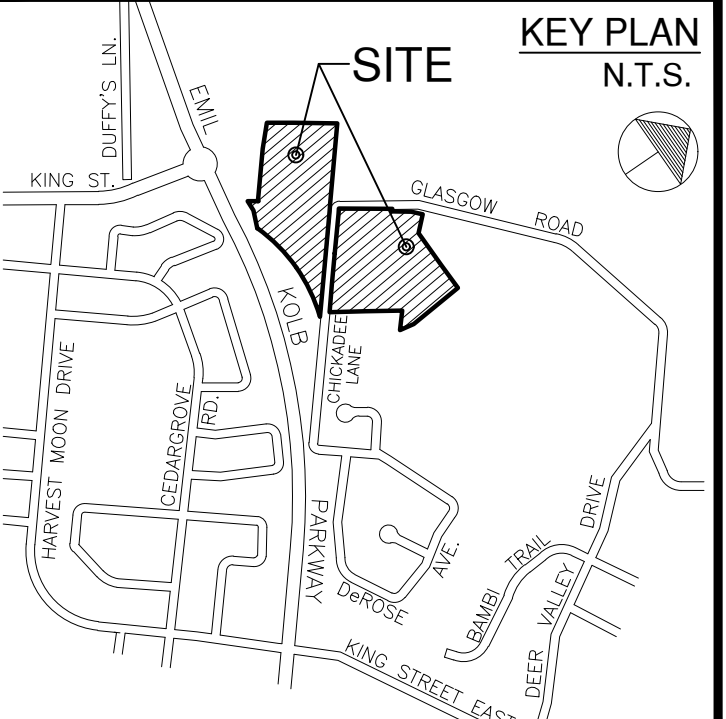 KEY PLAN
N.T.S.
SITE
DUFFY'S LN.
EMIL
KING ST.
GLASGOW ROAD
KOLB
CHICKADEE
LANE
HARVEST MOON DRIVE
CEDARGROVE
RD.
PARKWAY
DeROSE
AVE.
BAMBI TRAIL
DEER VALLEY DRIVE
KING STREET EAST